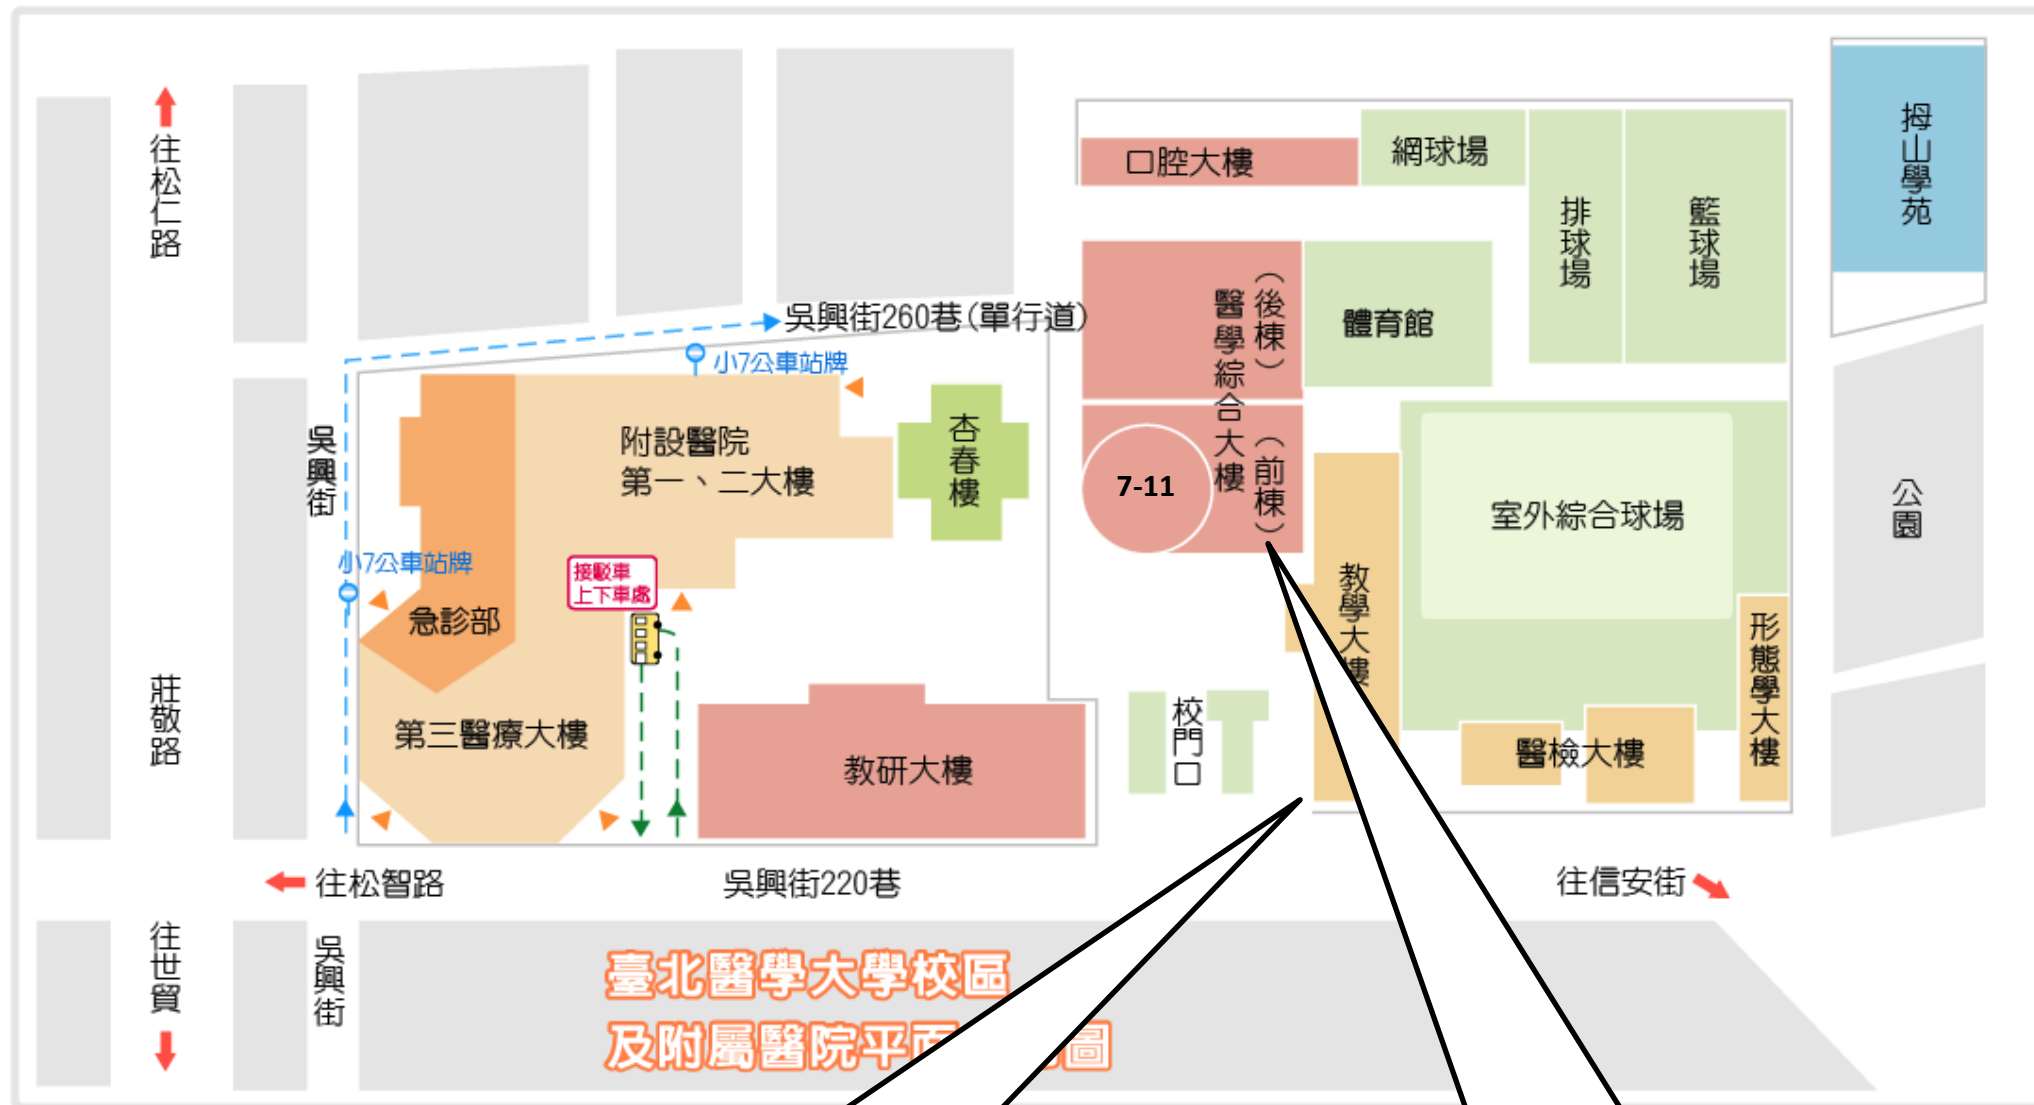 往松仁路
口腔大樓
網球場
排球場
籃球場
拇山學苑
吳興街260巷(單行道)
小7公車站牌
醫學綜合大樓
(後棟)
(前棟)
體育館
吳興街
附設醫院
第一、二大樓
杏春樓
7-11
室外綜合球場
公園
小7公車站牌
急診部
接駁車
上下車處
教學大樓
形態學大樓
莊敬路
第三醫療大樓
教研大樓
校門口
醫檢大樓
往松智路
吳興街220巷
往信安街
往世貿
吳興街
臺北醫學大學校區
及附屬醫院平面 圖